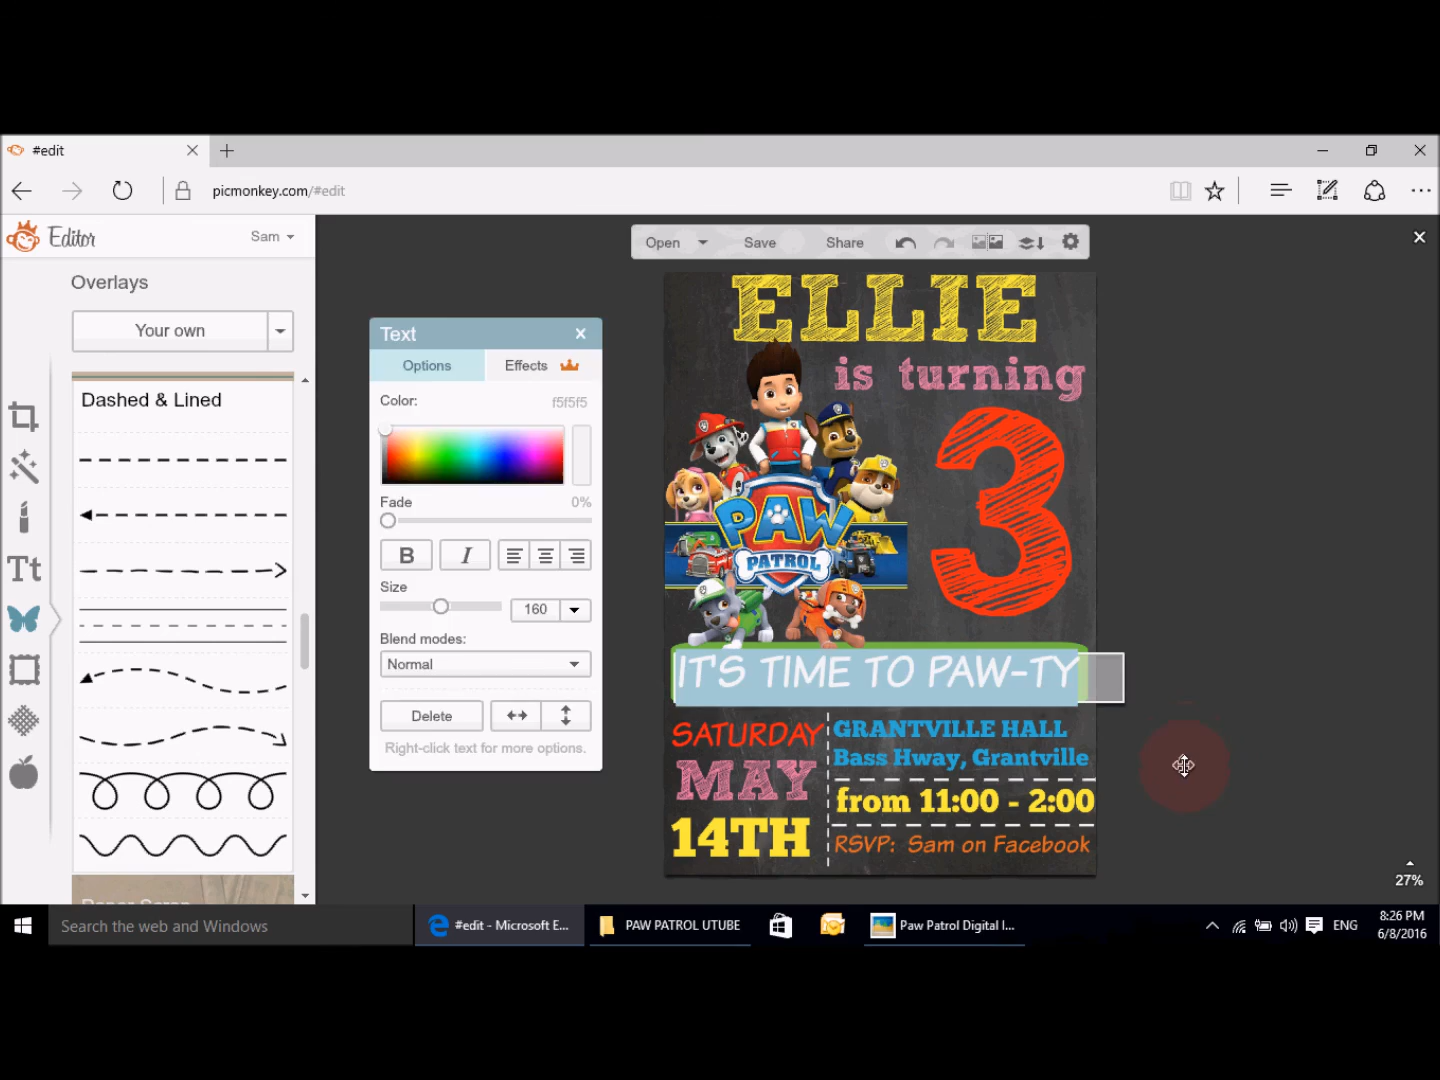 #edit
picmonkey.com/#edit
Editor
Sam
Open
Save
Share
Overlays
Your own
Dashed & Lined
Text
Options
Effects
Color:
f5f5f5
Fade
0%
B
I
Size
160
Blend modes:
Normal
Delete
Right-click text for more options.
Tt
ELLIE
is turning
3
PAW
PATROL
IT'S TIME TO PAW-TY
SATURDAY
MAY
14TH
GRANTVILLE HALL
Bass Hway, Grantville
from 11:00 - 2:00
RSVP: Sam on Facebook
27%
Search the web and Windows
#edit - Microsoft E...
PAW PATROL UTUBE
Paw Patrol Digital I...
ENG
8:26 PM
6/8/2016